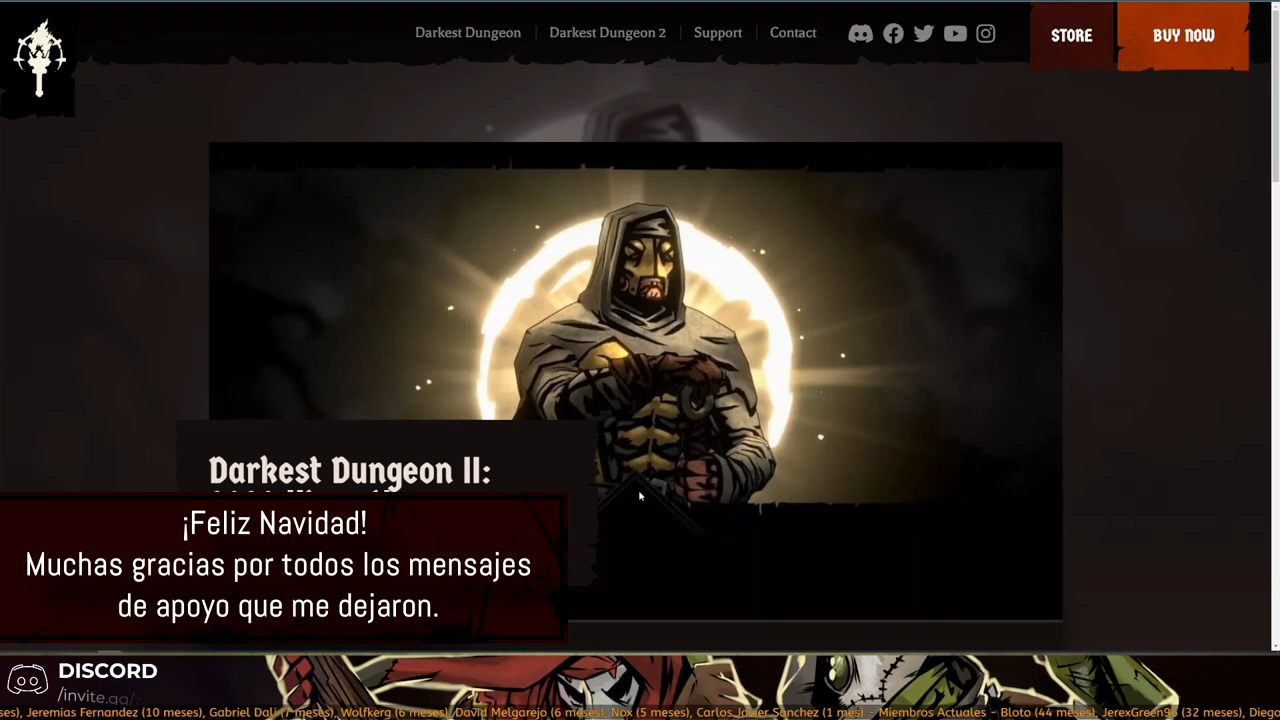 Darkest Dungeon
Darkest Dungeon 2
Support
Contact
STORE
BUY NOW
Darkest Dungeon II:
¡Feliz Navidad!
Muchas gracias por todos los mensajes
de apoyo que me dejaron.
DISCORD
/invite.gg/
ses), Jeremias Fernandez (10 meses), Gabriel Dali (7 meses), Wolfkerg (6 meses), David Melgarejo (6 meses), Nox (5 meses), Carlos Javier Sanchez (1 mes) - Miembros Actuales - Bloto (44 meses), (32 meses), Diego